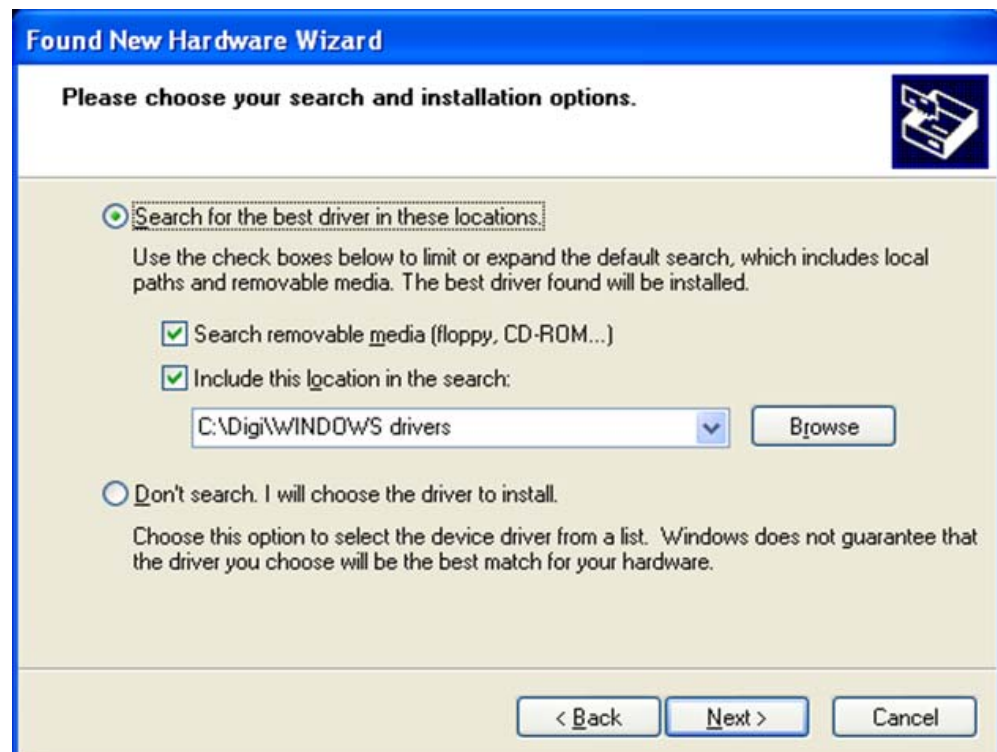 Found New Hardware Wizard
Please choose your search and installation options.
Search for the best driver in these locations.
Use the check boxes below to limit or expand the default search, which includes local
paths and removable media. The best driver found will be installed.
Search removable media (floppy, CD-ROM...)
Include this location in the search:
C:\Digi\WINDOWS drivers
Browse
Don't search. I will choose the driver to install.
Choose this option to select the device driver from a list. Windows does not guarantee that
the driver you choose will be the best match for your hardware.
< Back Next > Cancel